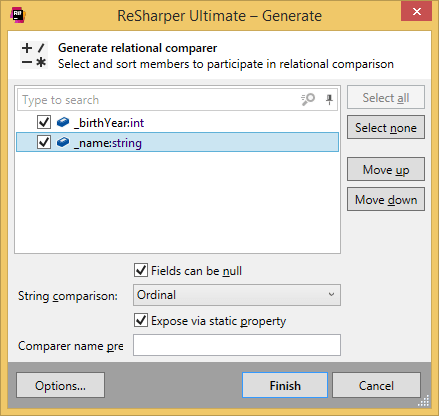 ReSharper Ultimate – Generate
Generate relational comparer
Select and sort members to participate in relational comparison
Type to search
Select all
_birthYear:int
Select none
_name:string
Move up
Move down
Fields can be null
String comparison:
Ordinal
Expose via static property
Comparer name pre
Options...
Finish
Cancel